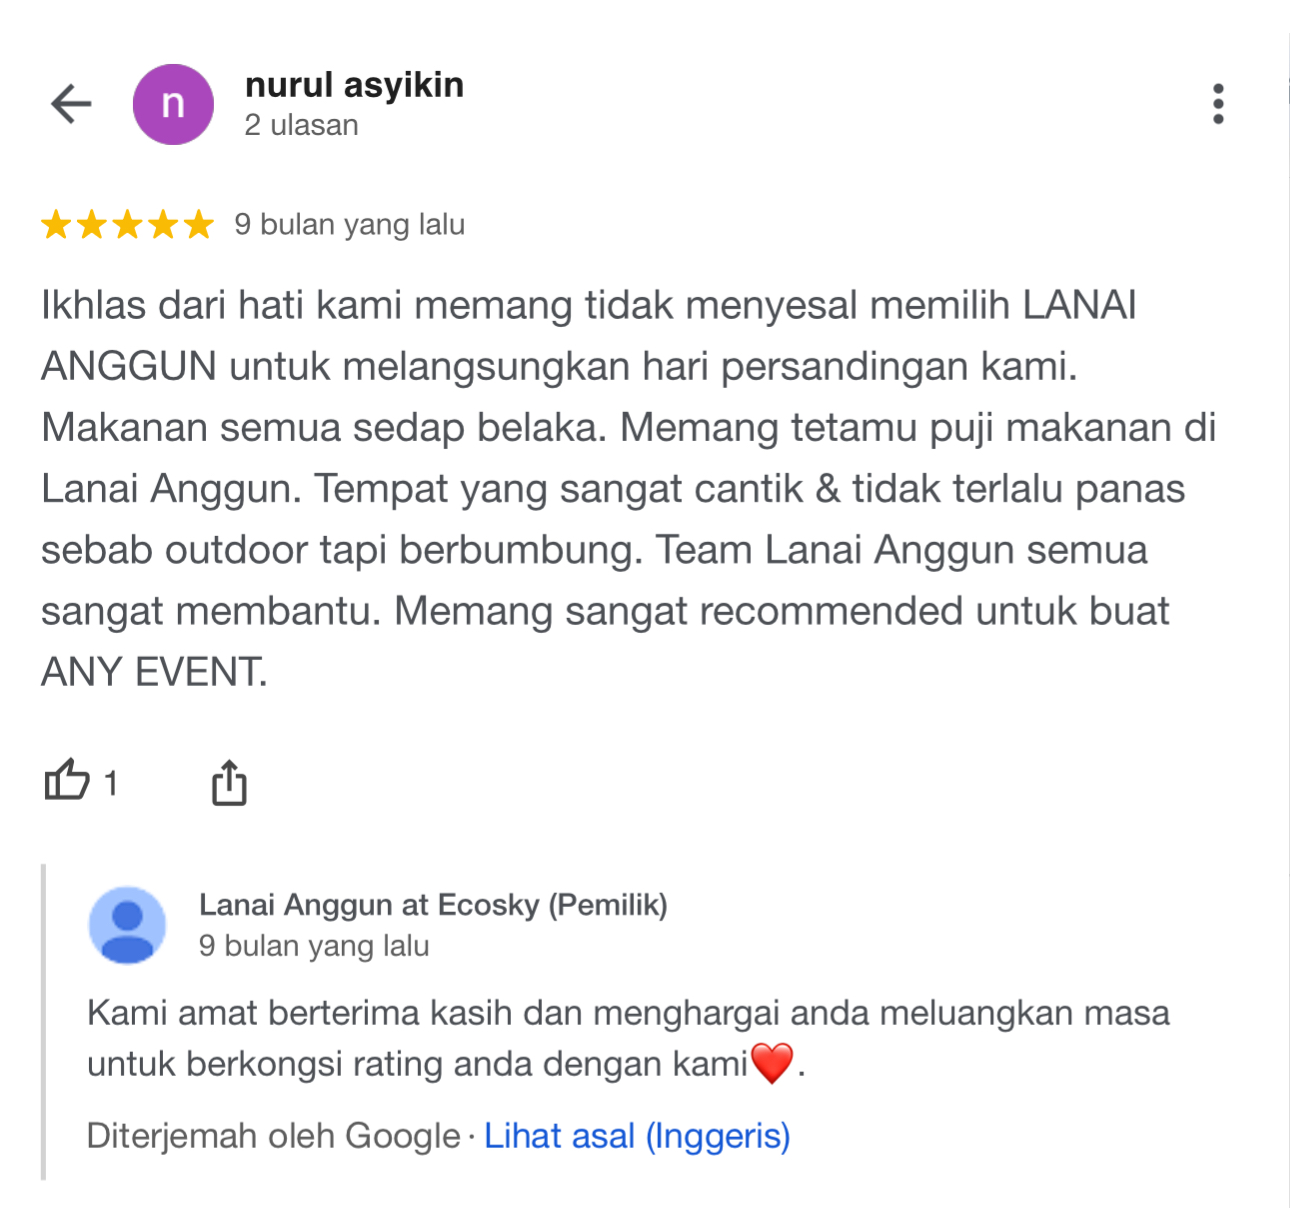 n
nurul asyikin
2 ulasan
9 bulan yang lalu
Ikhlas dari hati kami memang tidak menyesal memilih LANAI
ANGGUN untuk melangsungkan hari persandingan kami.
Makanan semua sedap belaka. Memang tetamu puji makanan di
Lanai Anggun. Tempat yang sangat cantik & tidak terlalu panas
sebab outdoor tapi berbumbung. Team Lanai Anggun semua
sangat membantu. Memang sangat recommended untuk buat
ANY EVENT.
1
Lanai Anggun at Ecosky (Pemilik)
9 bulan yang lalu
Kami amat berterima kasih dan menghargai anda meluangkan masa
untuk berkongsi rating anda dengan kami❤️.
Diterjemah oleh Google · Lihat asal (Inggeris)